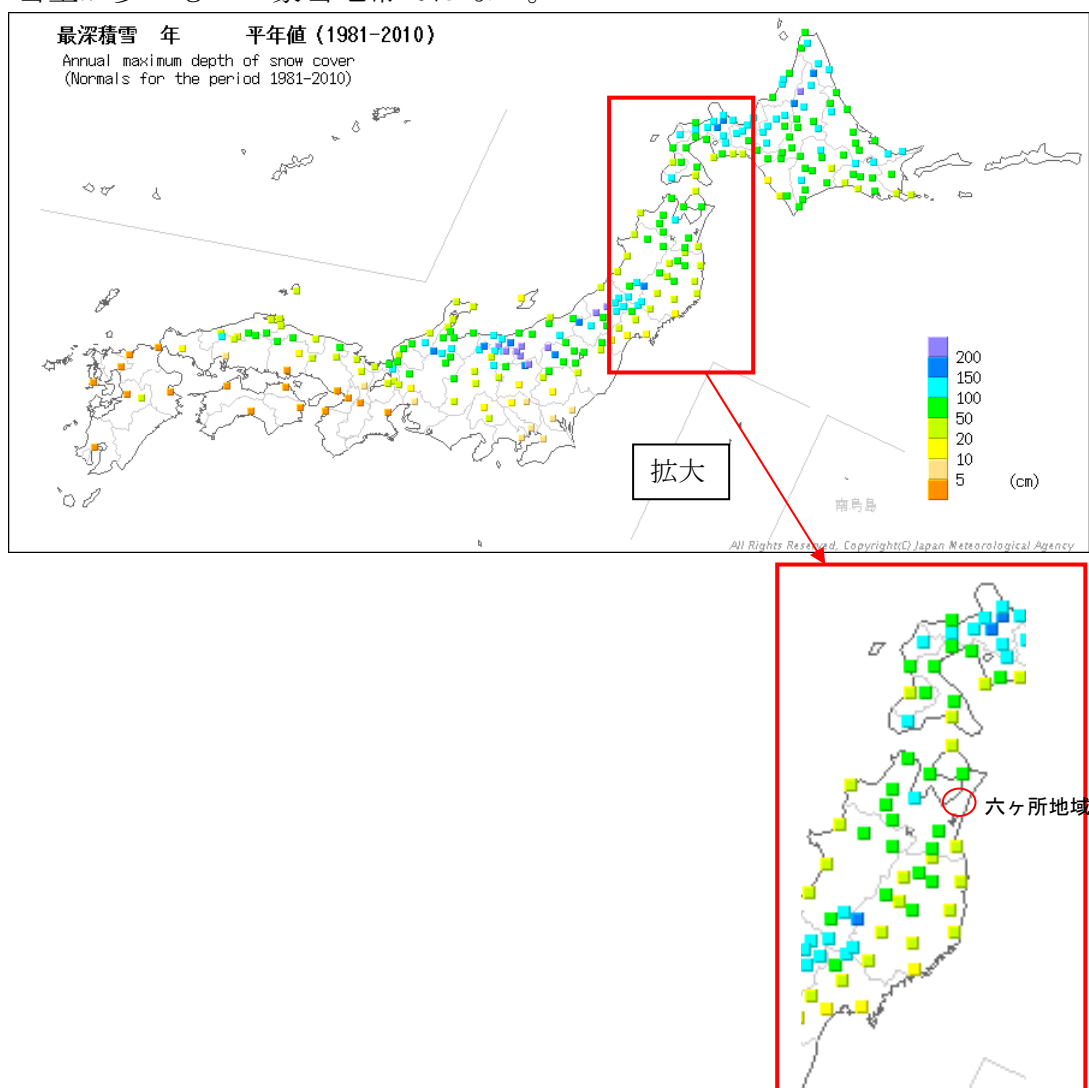 最深積雪 年 平年値(1981-2010)
Annual maximum depth of snow cover
(Normals for the period 1981-2010)
200
150
100
50
20
10
5
(cm)
拡大
南鳥島
All Rights Reserved, Copyright(C) Japan Meteorological Agency
六ヶ所地域